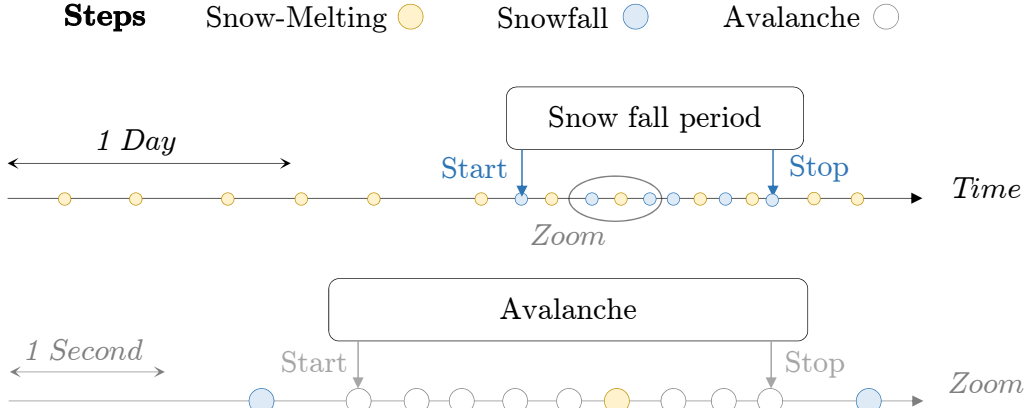 Steps Snow-Melting Snowfall Avalanche
Snow fall period
1 Day
Start Stop
Time
Zoom
Avalanche
1 Second
Start Stop
Zoom